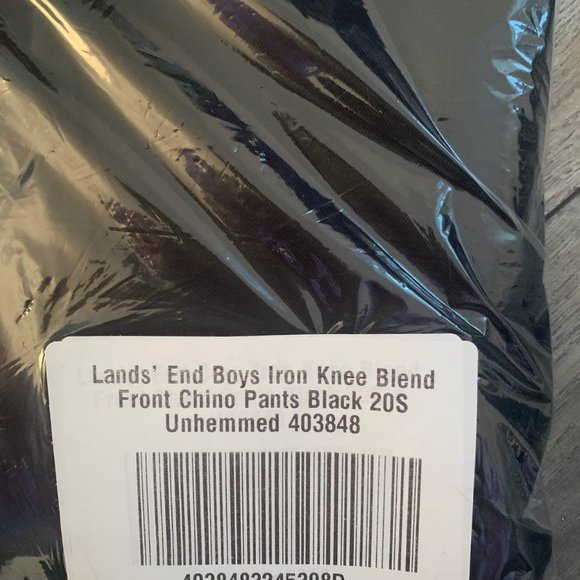 Lands' End Boys Iron Knee Blend
Front Chino Pants Black 20S
Unhemmed 403848